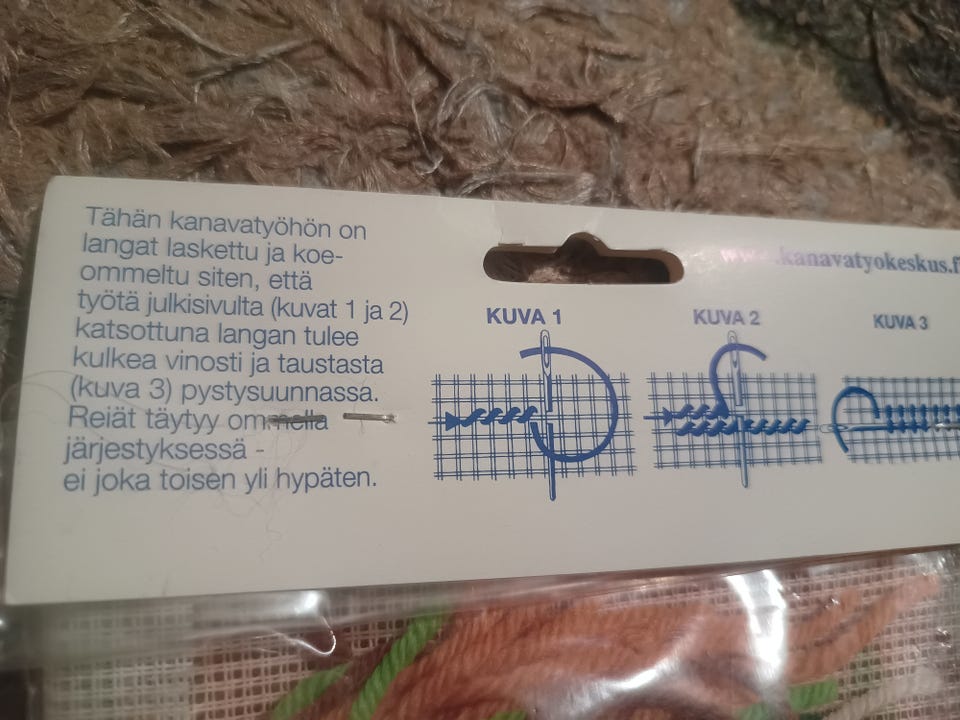 Tähän kanavatyöhön on
langat laskettu ja koe-
ommeltu siten, että
työtä julkisivulta (kuvat 1 ja 2)
katsottuna langan tulee
kulkea vinosti ja taustasta
(kuva 3) pystysuunnassa.
Reiät täytyy ommella
järjestyksessä -
ei joka toisen yli hypäten.
www.kanavatyokeskus.f
KUVA 1
KUVA 2
KUVA 3